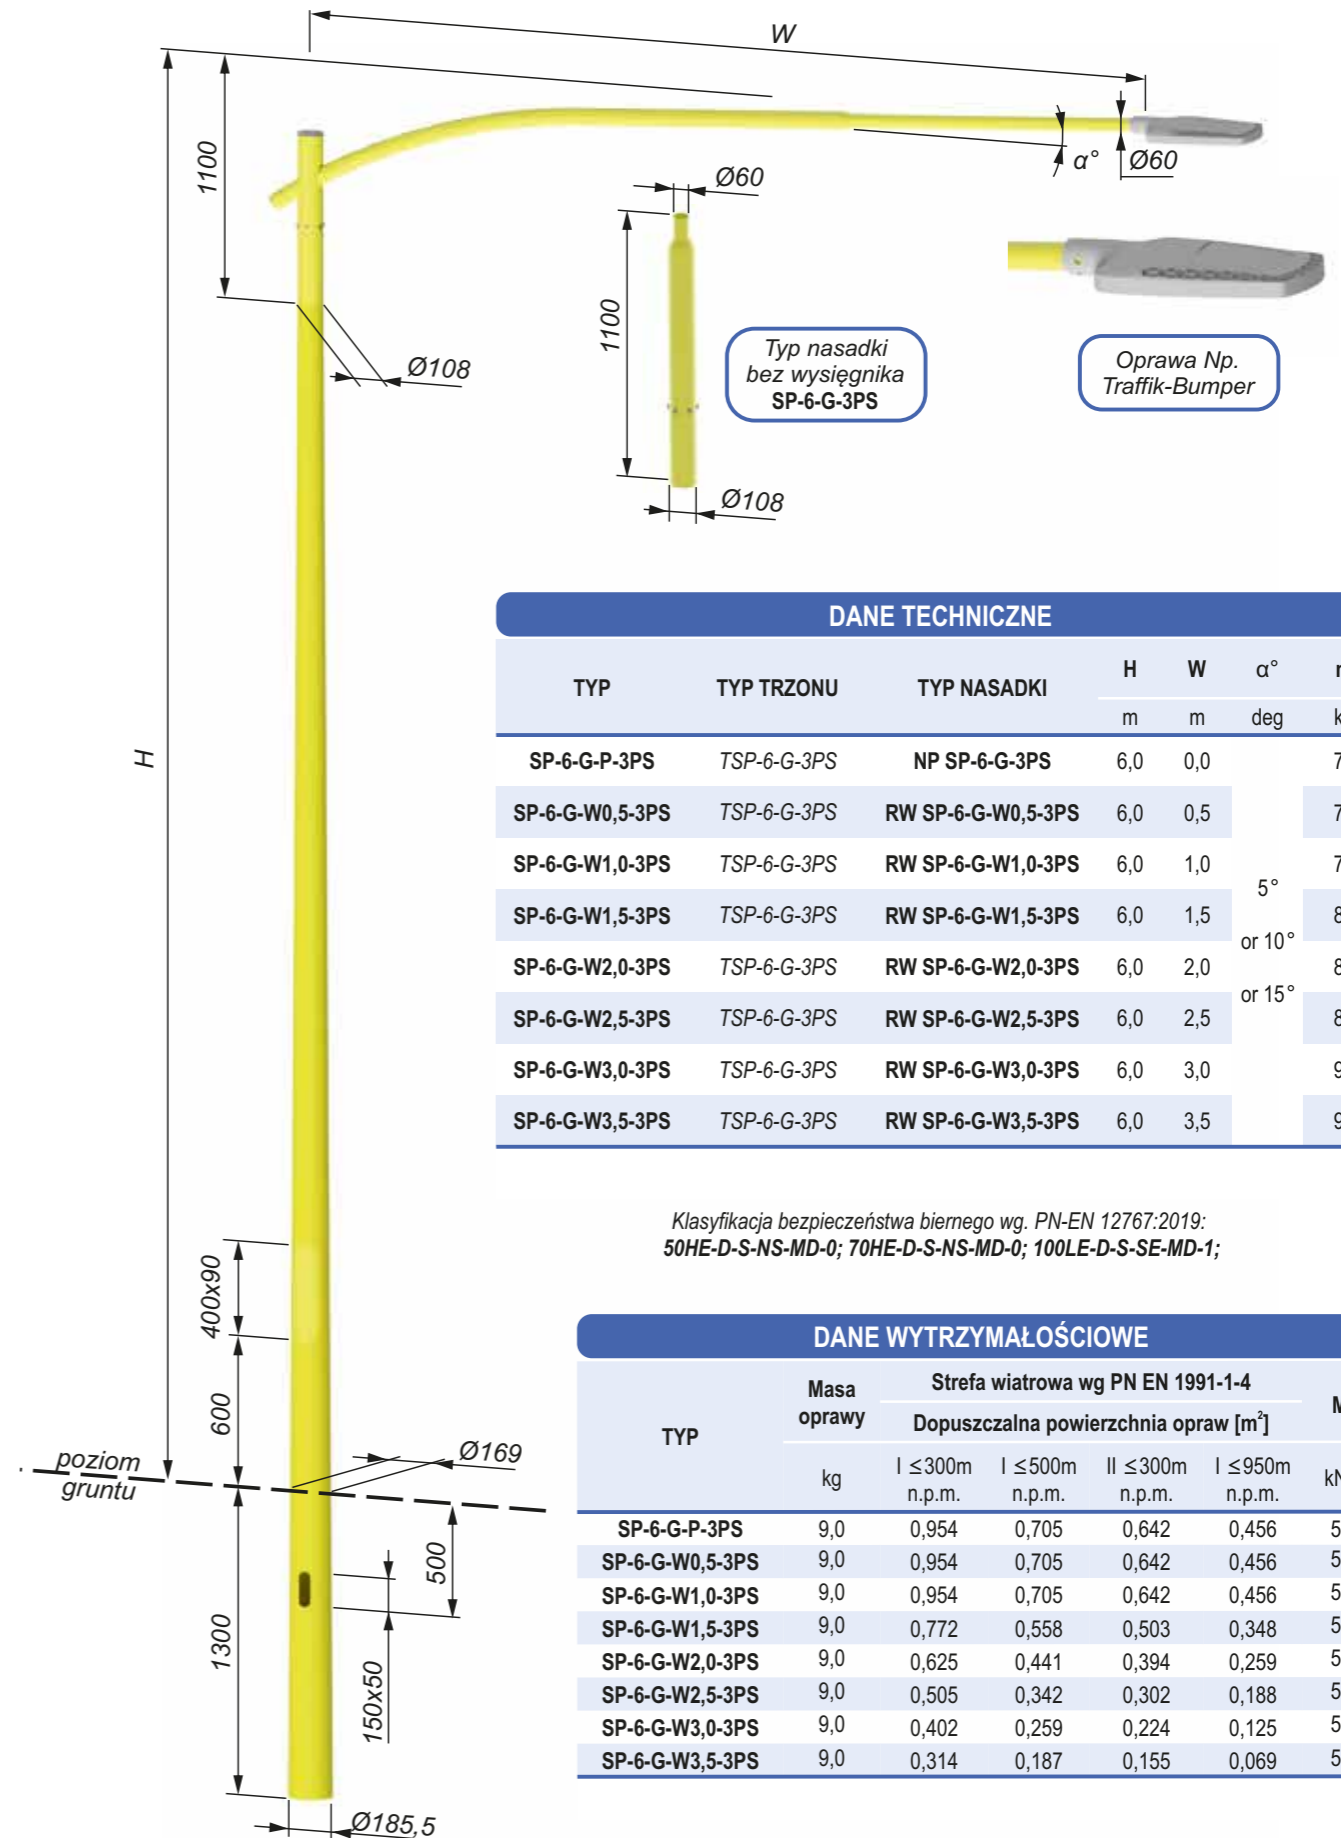 W
1100
α°
Ø60
Ø60
1100
Ø108
Typ nasadki
bez wysięgnika
SP-6-G-3PS
Oprawa Np.
Traffik-Bumper
Ø108
H
DANE TECHNICZNE
TYP TYP TRZONU TYP NASADKI H W α°
m m deg
SP-6-G-P-3PS TSP-6-G-3PS NP SP-6-G-3PS 6,0 0,0 7
SP-6-G-W0,5-3PS TSP-6-G-3PS RW SP-6-G-W0,5-3PS 6,0 0,5 7
SP-6-G-W1,0-3PS TSP-6-G-3PS RW SP-6-G-W1,0-3PS 6,0 1,0 7
5°
SP-6-G-W1,5-3PS TSP-6-G-3PS RW SP-6-G-W1,5-3PS 6,0 1,5 8
or 10°
SP-6-G-W2,0-3PS TSP-6-G-3PS RW SP-6-G-W2,0-3PS 6,0 2,0 8
or 15°
SP-6-G-W2,5-3PS TSP-6-G-3PS RW SP-6-G-W2,5-3PS 6,0 2,5 8
SP-6-G-W3,0-3PS TSP-6-G-3PS RW SP-6-G-W3,0-3PS 6,0 3,0 9
SP-6-G-W3,5-3PS TSP-6-G-3PS RW SP-6-G-W3,5-3PS 6,0 3,5 9
Klasyfikacja bezpieczeństwa biernego wg. PN-EN 12767:2019:
50HE-D-S-NS-MD-0; 70HE-D-S-NS-MD-0; 100LE-D-S-SE-MD-1;
400x90
600
Ø169
poziom
gruntu
500
1300
150x50
Ø185,5
DANE WYTRZYMAŁOŚCIOWE
TYP Masa oprawy Strefa wiatrowa wg PN EN 1991-1-4 M
Dopuszczalna powierzchnia opraw [m²]
kg I ≤300m n.p.m. I ≤500m n.p.m. II ≤300m n.p.m. I ≤950m n.p.m. kN
SP-6-G-P-3PS 9,0 0,954 0,705 0,642 0,456 5
SP-6-G-W0,5-3PS 9,0 0,954 0,705 0,642 0,456 5
SP-6-G-W1,0-3PS 9,0 0,954 0,705 0,642 0,456 5
SP-6-G-W1,5-3PS 9,0 0,772 0,558 0,503 0,348 5
SP-6-G-W2,0-3PS 9,0 0,625 0,441 0,394 0,259 5
SP-6-G-W2,5-3PS 9,0 0,505 0,342 0,302 0,188 5
SP-6-G-W3,0-3PS 9,0 0,402 0,259 0,224 0,125 5
SP-6-G-W3,5-3PS 9,0 0,314 0,187 0,155 0,069 5